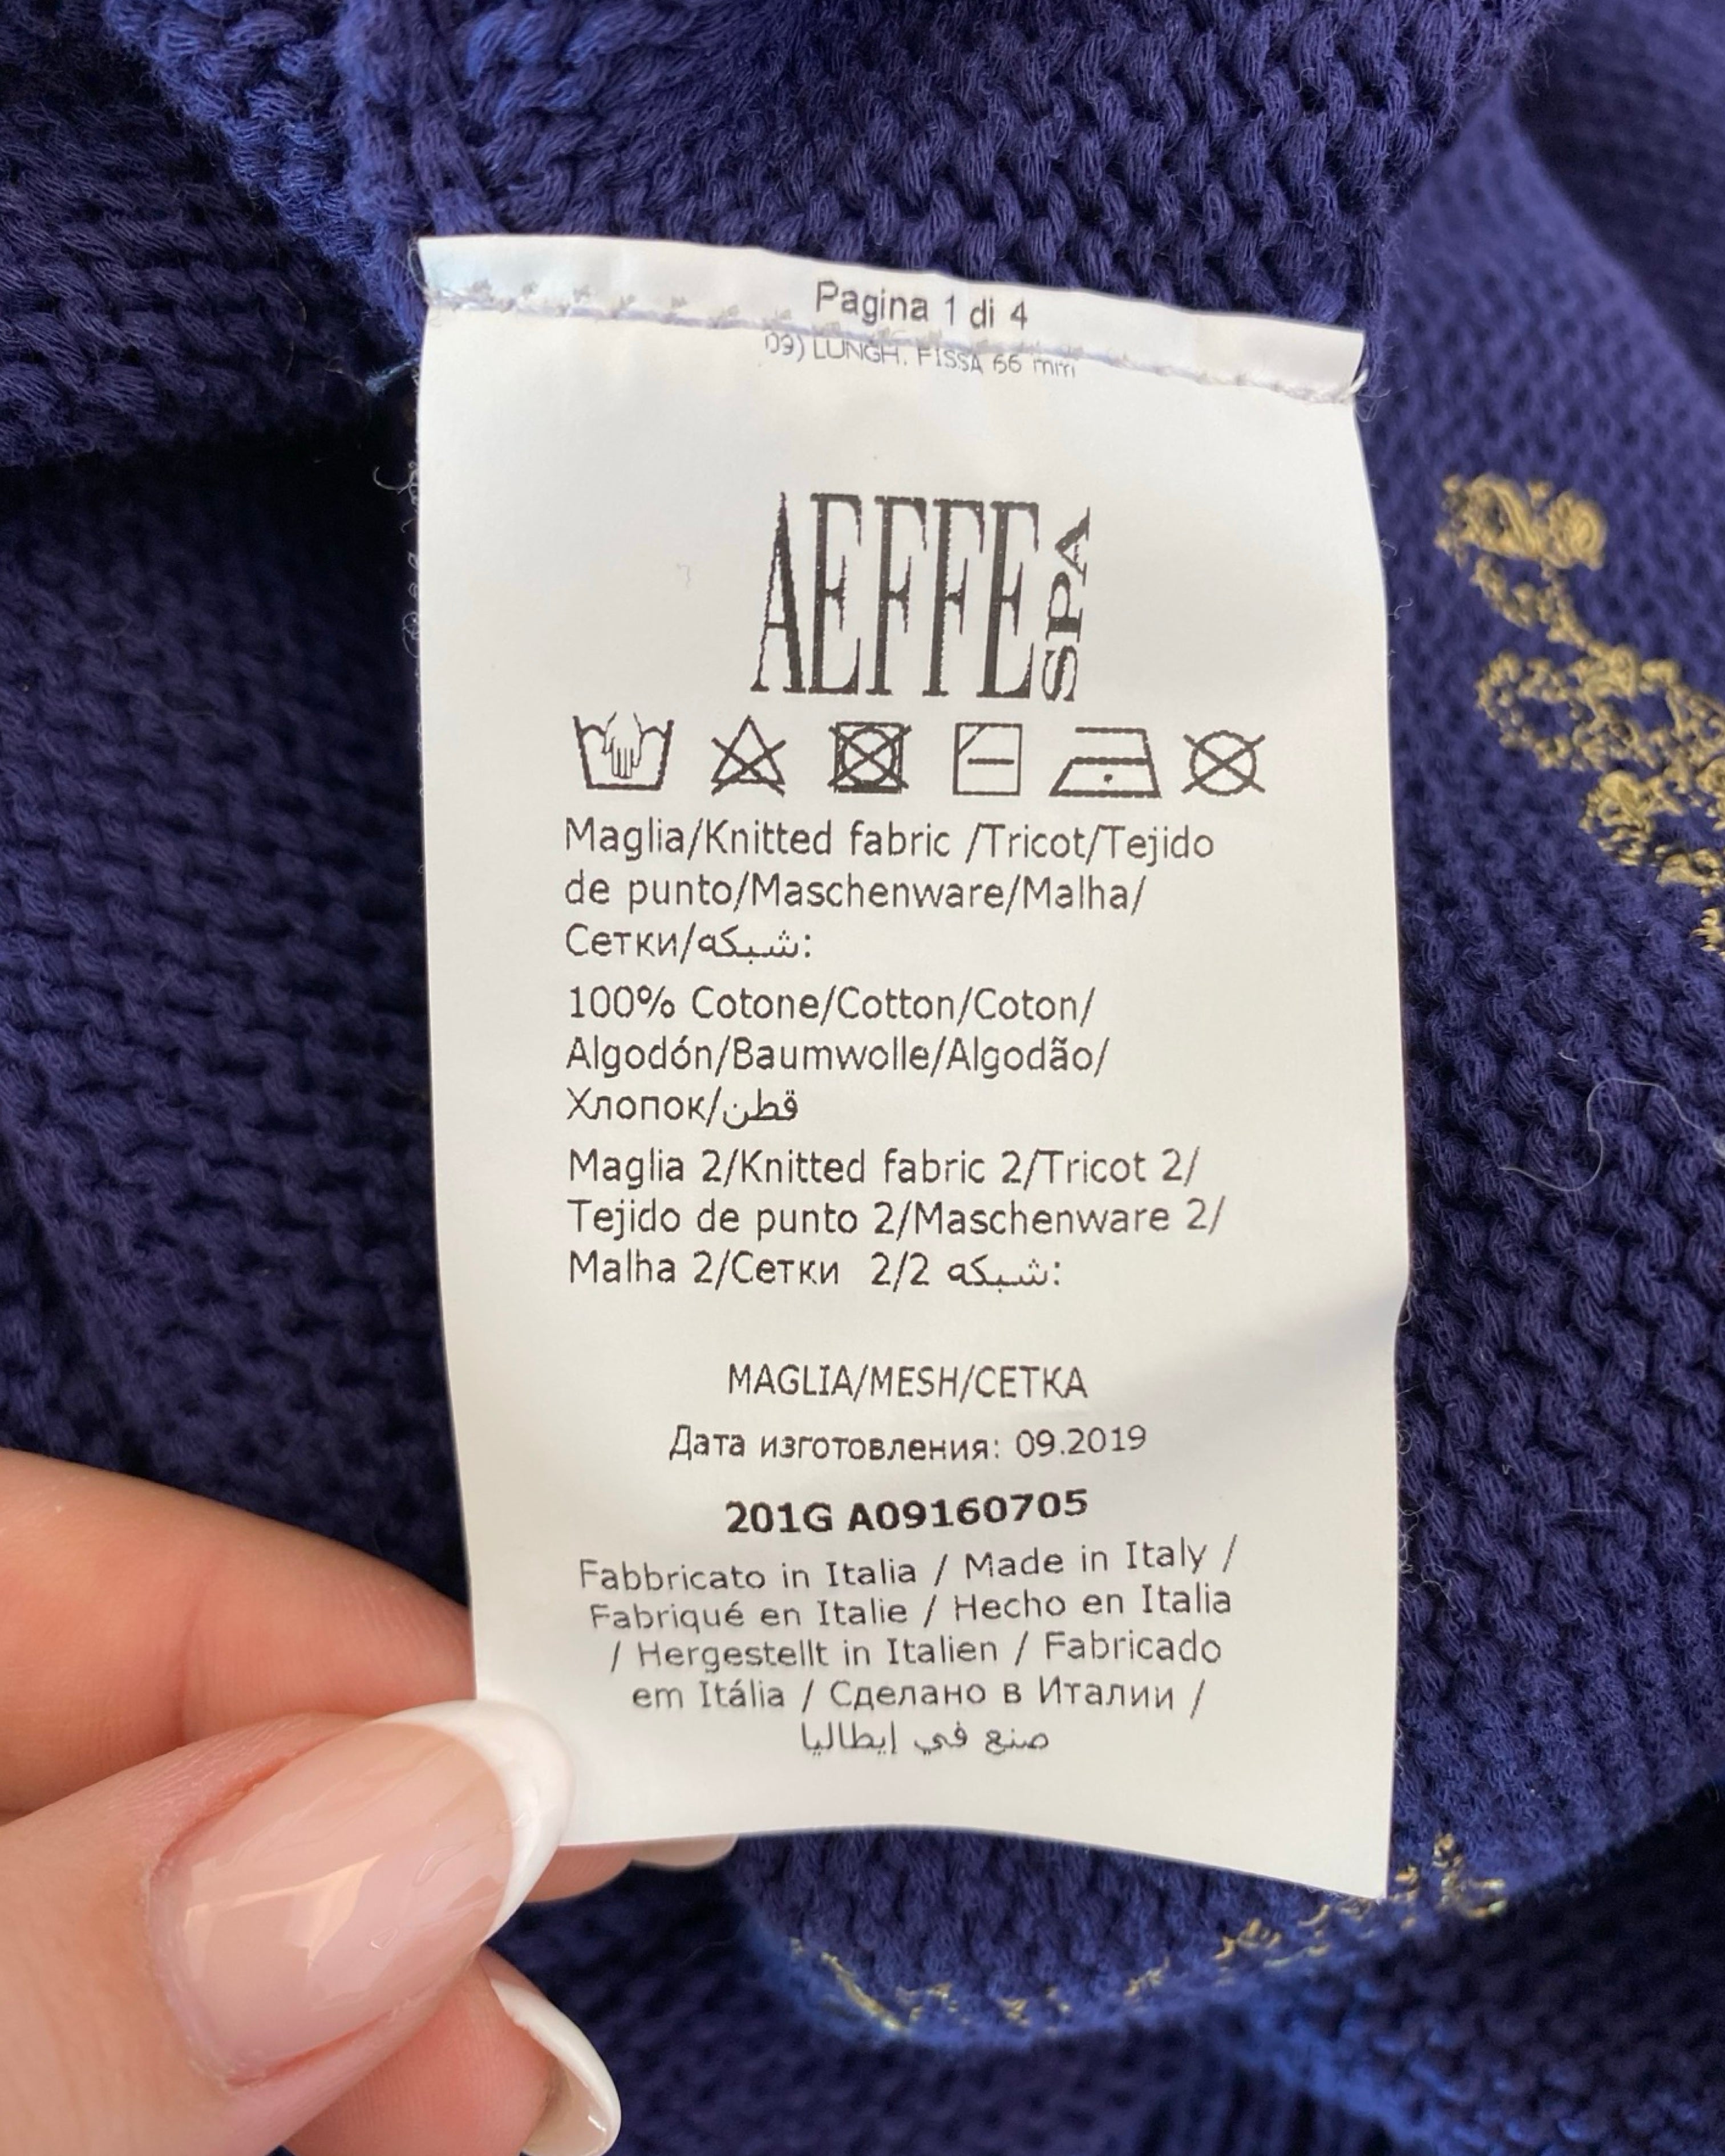 Pagina 1 di 4
09) LUNGH. FISSA 66 mm
AEFFE SPA
Maglia/Knitted fabric /Tricot/Tejido
de punto/Maschenware/Malha/
Сетки/شبكه:
100% Cotone/Cotton/Coton/
Algodón/Baumwolle/Algodão/
Хлопок/قطن
Maglia 2/Knitted fabric 2/Tricot 2/
Tejido de punto 2/Maschenware 2/
Malha 2/Сетки 2/2 شبكه:
MAGLIA/MESH/СЕТКА
Дата изготовления: 09.2019
201G A09160705
Fabbricato in Italia / Made in Italy /
Fabriqué en Italie / Hecho en Italia
/ Hergestellt in Italien / Fabricado
em Itália / Сделано в Италии /
صنع في إيطاليا